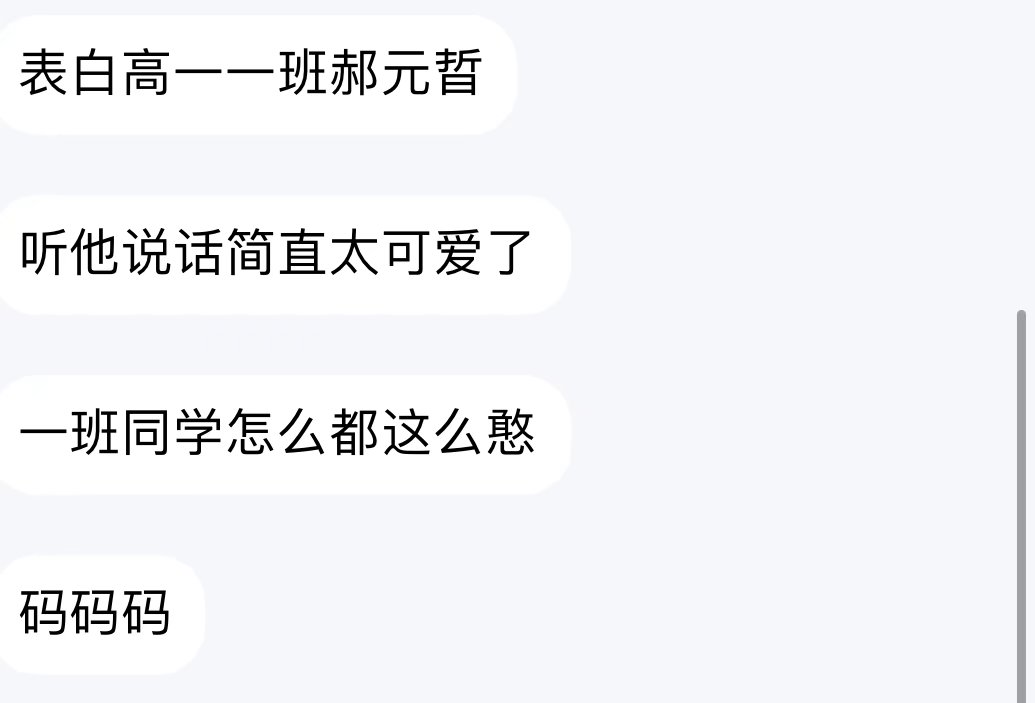 表白高一一班郝元晢
听他说话简直太可爱了
一班同学怎么都这么憨
码码码